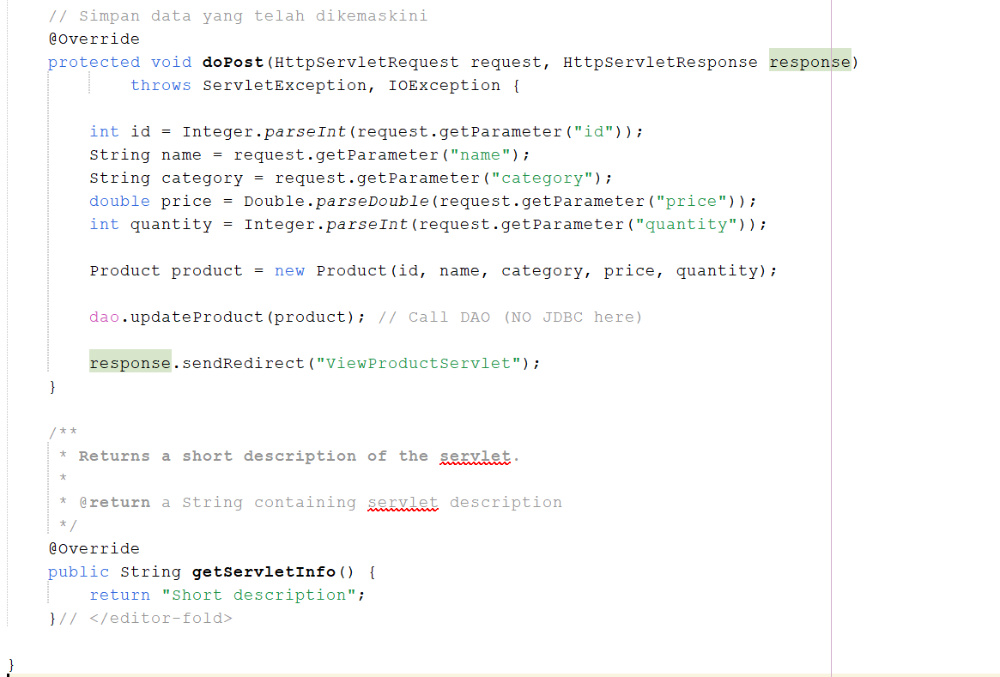 // Simpan data yang telah dikemaskini
@Override
protected void doPost(HttpServletRequest request, HttpServletResponse response)
throws ServletException, IOException {
int id = Integer.parseInt(request.getParameter("id"));
String name = request.getParameter("name");
String category = request.getParameter("category");
double price = Double.parseDouble(request.getParameter("price"));
int quantity = Integer.parseInt(request.getParameter("quantity"));
Product product = new Product(id, name, category, price, quantity);
dao.updateProduct(product); // Call DAO (NO JDBC here)
response.sendRedirect("ViewProductServlet");
}
/**
* Returns a short description of the servlet.
*
* @return a String containing servlet description
*/
@Override
public String getServletInfo() {
return "Short description";
}// </editor-fold>
}